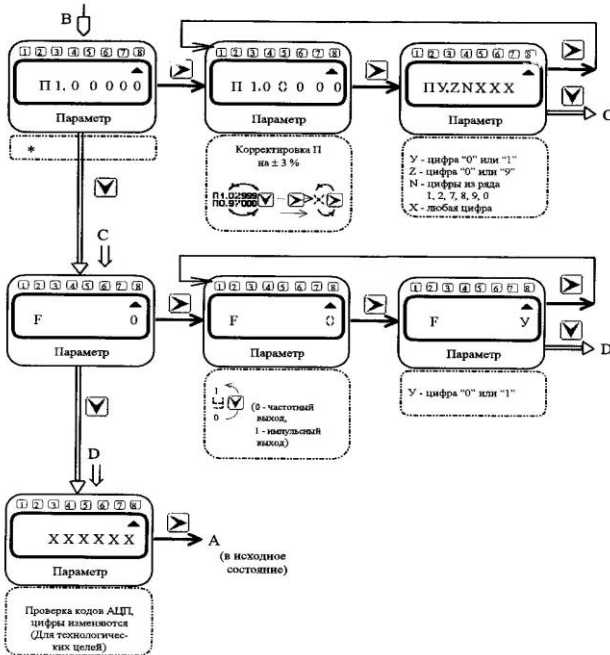 B
1 2 3 4 5 6 7 8
П 1. 0 0 0 0 0
Параметр
*
1 2 3 4 5 6 7 8
П 1.0 0 0 0 0
Параметр
Корректировка П
на ± 3 %
П1.02999
П0.97000
1 2 3 4 5 6 7 8
ПУ.ZNXXX
Параметр
У - цифра “0” или “1”
Z - цифра “0” или “9”
N - цифры из ряда
1, 2, 7, 8, 9, 0
X - любая цифра
C
C
1 2 3 4 5 6 7 8
F 0
Параметр
1 2 3 4 5 6 7 8
F 0
Параметр
1
0
(0 - частотный
выход,
1 - импульсный
выход)
1 2 3 4 5 6 7 8
F У
Параметр
У - цифра “0” или “1”
D
D
1 2 3 4 5 6 7 8
X X X X X X
Параметр
Проверка кодов АЦП,
цифры изменяются
(Для технологичес-
ких целей)
A
(в исходное
состояние)